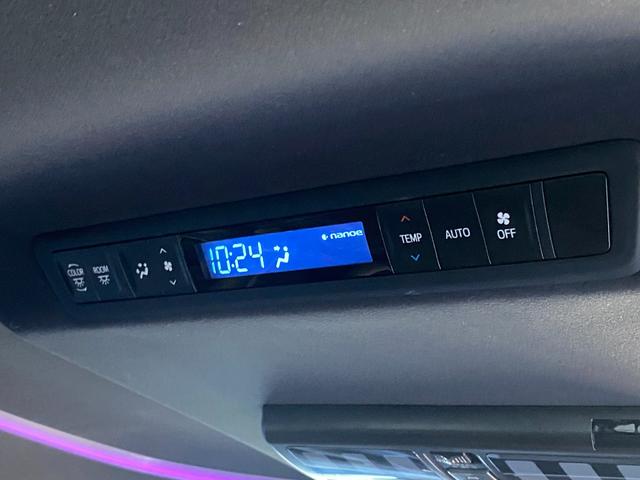 COLOR
ROOM
10:24
nanoe
TEMP
AUTO
OFF